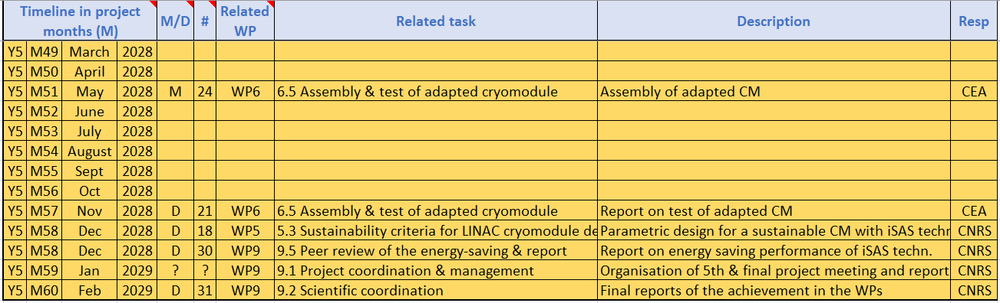 Timeline in project months (M) M/D # Related WP Related task Description Resp
Y5 M49 March 2028
Y5 M50 April 2028
Y5 M51 May 2028 M 24 WP6 6.5 Assembly & test of adapted cryomodule Assembly of adapted CM CEA
Y5 M52 June 2028
Y5 M53 July 2028
Y5 M54 August 2028
Y5 M55 Sept 2028
Y5 M56 Oct 2028
Y5 M57 Nov 2028 D 21 WP6 6.5 Assembly & test of adapted cryomodule Report on test of adapted CM CEA
Y5 M58 Dec 2028 D 18 WP5 5.3 Sustainability criteria for LINAC cryomodule de Parametric design for a sustainable CM with iSAS techn CNRS
Y5 M58 Dec 2028 D 30 WP9 9.5 Peer review of the energy-saving & report Report on energy saving performance of iSAS techn. CNRS
Y5 M59 Jan 2029 ? ? WP9 9.1 Project coordination & management Organisation of 5th & final project meeting and report CNRS
Y5 M60 Feb 2029 D 31 WP9 9.2 Scientific coordination Final reports of the achievement in the WPs CNRS